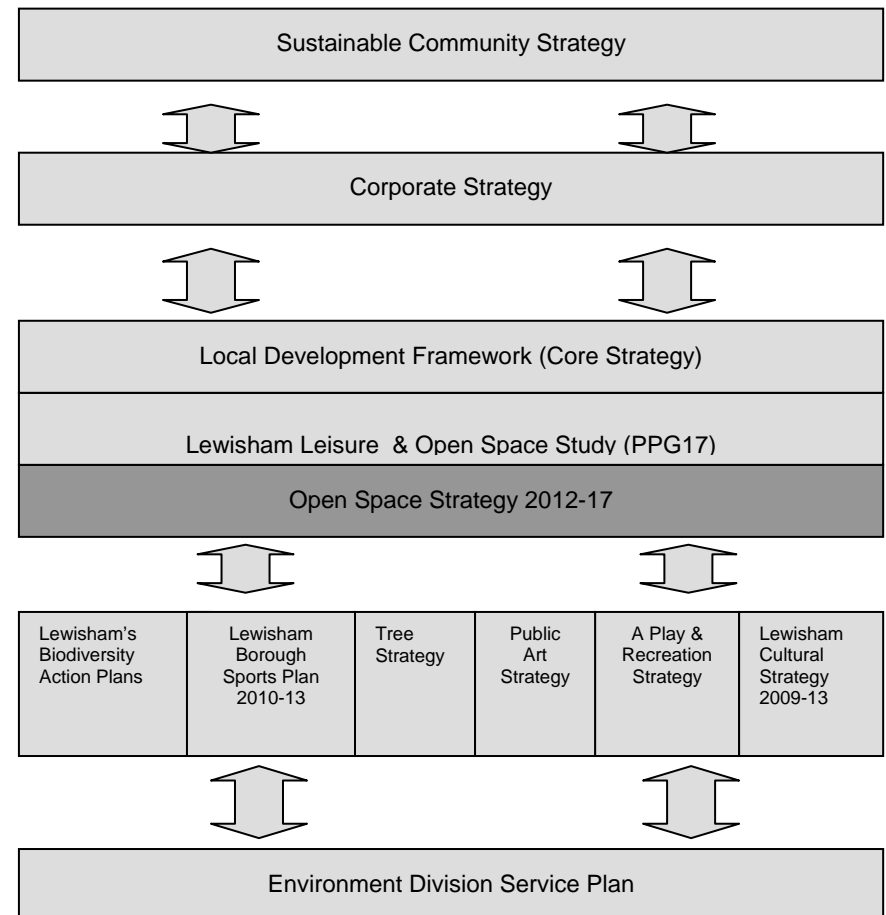 Sustainable Community Strategy
Corporate Strategy
Local Development Framework (Core Strategy)
Lewisham Leisure & Open Space Study (PPG17)
Open Space Strategy 2012-17
Lewisham's
Biodiversity
Action Plans
Lewisham
Borough
Sports Plan
2010-13
Tree
Strategy
Public
Art
Strategy
A Play &
Recreation
Strategy
Lewisham
Cultural
Strategy
2009-13
Environment Division Service Plan